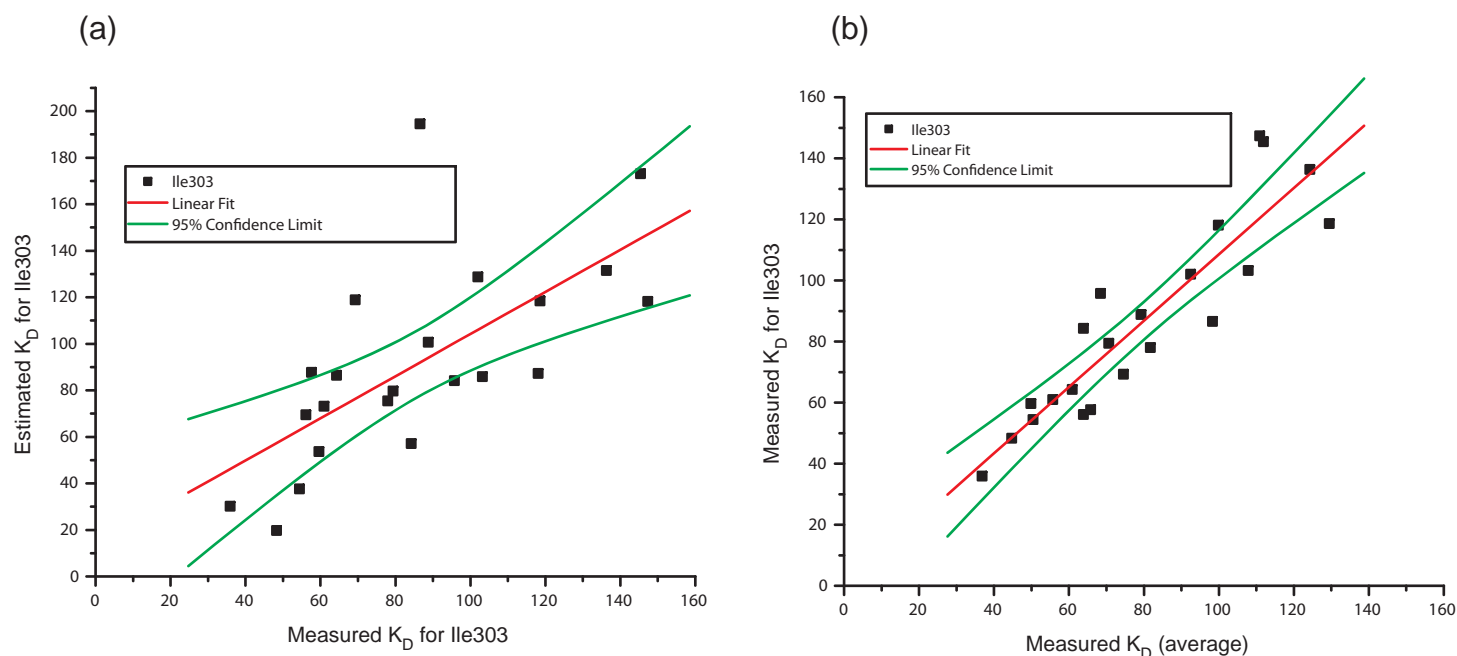 (a)
Estimated K_D for Ile303
200
180
160
140
120
100
80
60
40
20
0
Ile303
Linear Fit
95% Confidence Limit
0 20 40 60 80 100 120 140 160
Measured K_D for Ile303
(b)
Measured K_D for Ile303
160
140
120
100
80
60
40
20
0
Ile303
Linear Fit
95% Confidence Limit
0 20 40 60 80 100 120 140 160
Measured K_D (average)